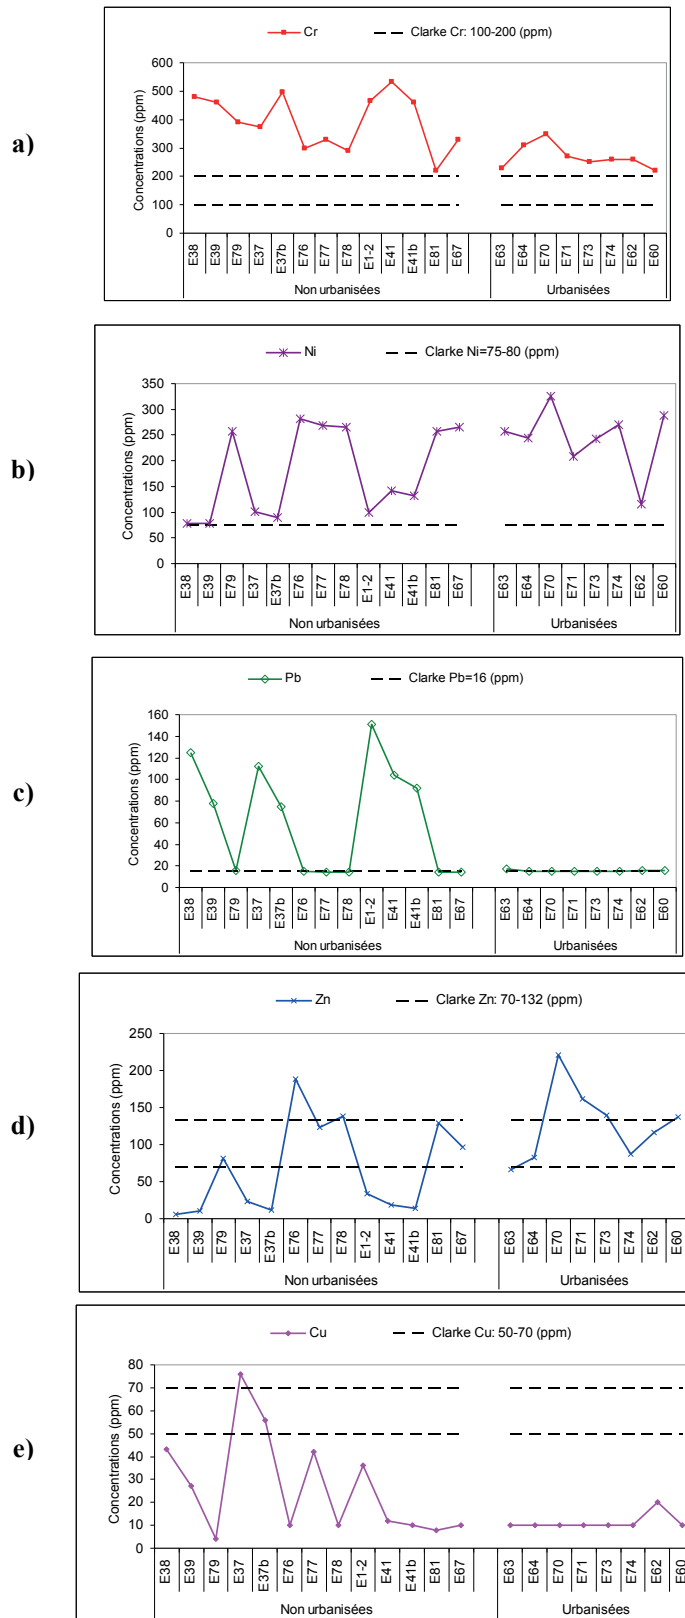 a)
Cr Clarke Cr: 100-200 (ppm)
Concentrations (ppm)
600
500
400
300
200
100
0
E38 E39 E79 E37 E37b E76 E77 E78 E1-2 E41 E41b E81 E67 E63 E64 E70 E71 E73 E74 E62 E60
Non urbanisées Urbanisées
b)
Ni Clarke Ni=75-80 (ppm)
Concentrations (ppm)
350
300
250
200
150
100
50
0
E38 E39 E79 E37 E37b E76 E77 E78 E1-2 E41 E41b E81 E67 E63 E64 E70 E71 E73 E74 E62 E60
Non urbanisées Urbanisées
c)
Pb Clarke Pb=16 (ppm)
Concentrations (ppm)
160
140
120
100
80
60
40
20
0
E38 E39 E79 E37 E37b E76 E77 E78 E1-2 E41 E41b E81 E67 E63 E64 E70 E71 E73 E74 E62 E60
Non urbanisées Urbanisées
d)
Zn Clarke Zn: 70-132 (ppm)
Concentrations (ppm)
250
200
150
100
50
0
E38 E39 E79 E37 E37b E76 E77 E78 E1-2 E41 E41b E81 E67 E63 E64 E70 E71 E73 E74 E62 E60
Non urbanisées Urbanisées
e)
Cu Clarke Cu: 50-70 (ppm)
Concentrations (ppm)
80
70
60
50
40
30
20
10
0
E38 E39 E79 E37 E37b E76 E77 E78 E1-2 E41 E41b E81 E67 E63 E64 E70 E71 E73 E74 E62 E60
Non urbanisées Urbanisées